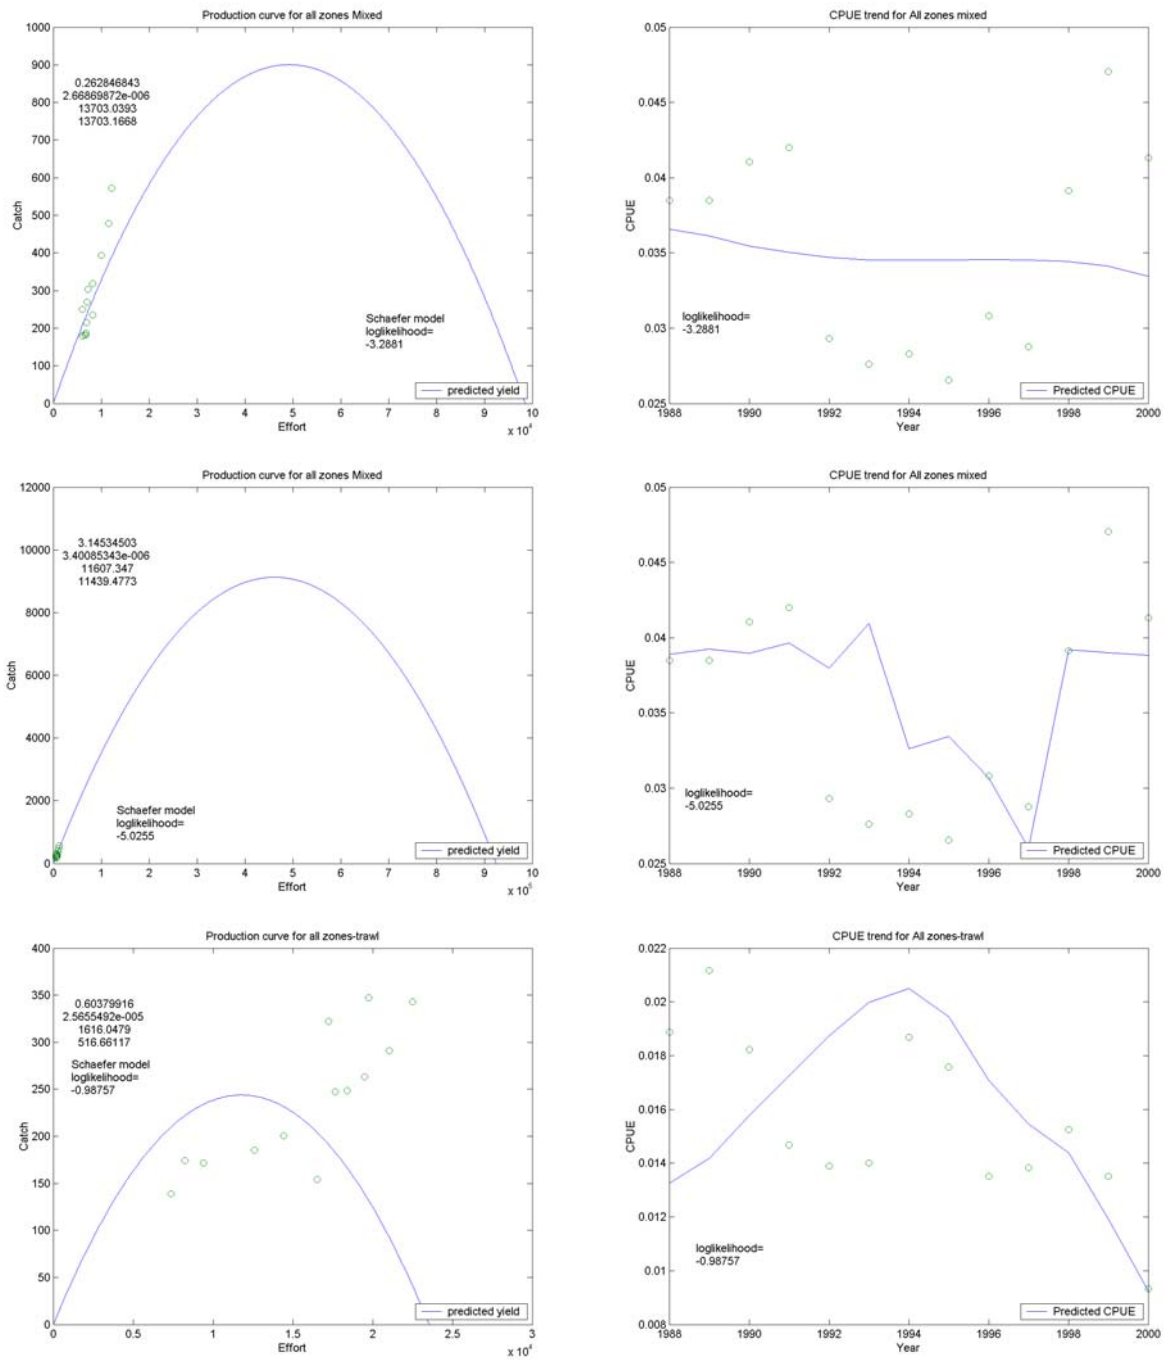 Production curve for all zones Mixed
1000
900
800
700
600
500
400
300
200
100
0
Catch
0.262846843
2.66869872e-006
13703.0393
13703.1668
Schaefer model
loglikelihood=
-3.2881
predicted yield
0 1 2 3 4 5 6 7 8 9 10
Effort
x 10⁴
CPUE trend for All zones mixed
0.05
0.045
0.04
0.035
0.03
0.025
CPUE
loglikelihood=
-3.2881
Predicted CPUE
1988 1990 1992 1994 1996 1998 2000
Year
Production curve for all zones Mixed
12000
10000
8000
6000
4000
2000
0
Catch
3.14534503
3.40085343e-006
11607.347
11439.4773
Schaefer model
loglikelihood=
-5.0255
predicted yield
0 1 2 3 4 5 6 7 8 9 10
Effort
CPUE trend for All zones mixed
0.05
0.045
0.04
0.035
0.03
0.025
CPUE
loglikelihood=
-5.0255
Predicted CPUE
1988 1990 1992 1994 1996 1998 2000
Year
Production curve for all zones-trawl
400
350
300
250
200
150
100
50
0
Catch
0.60379916
2.5655492e-005
1616.0479
516.66117
Schaefer model
loglikelihood=
-0.98757
predicted yield
0 0.5 1 1.5 2 2.5 3
Effort
x 10⁴
CPUE trend for All zones-trawl
0.022
0.02
0.018
0.016
0.014
0.012
0.01
0.008
CPUE
loglikelihood=
-0.98757
Predicted CPUE
1988 1990 1992 1994 1996 1998 2000
Year